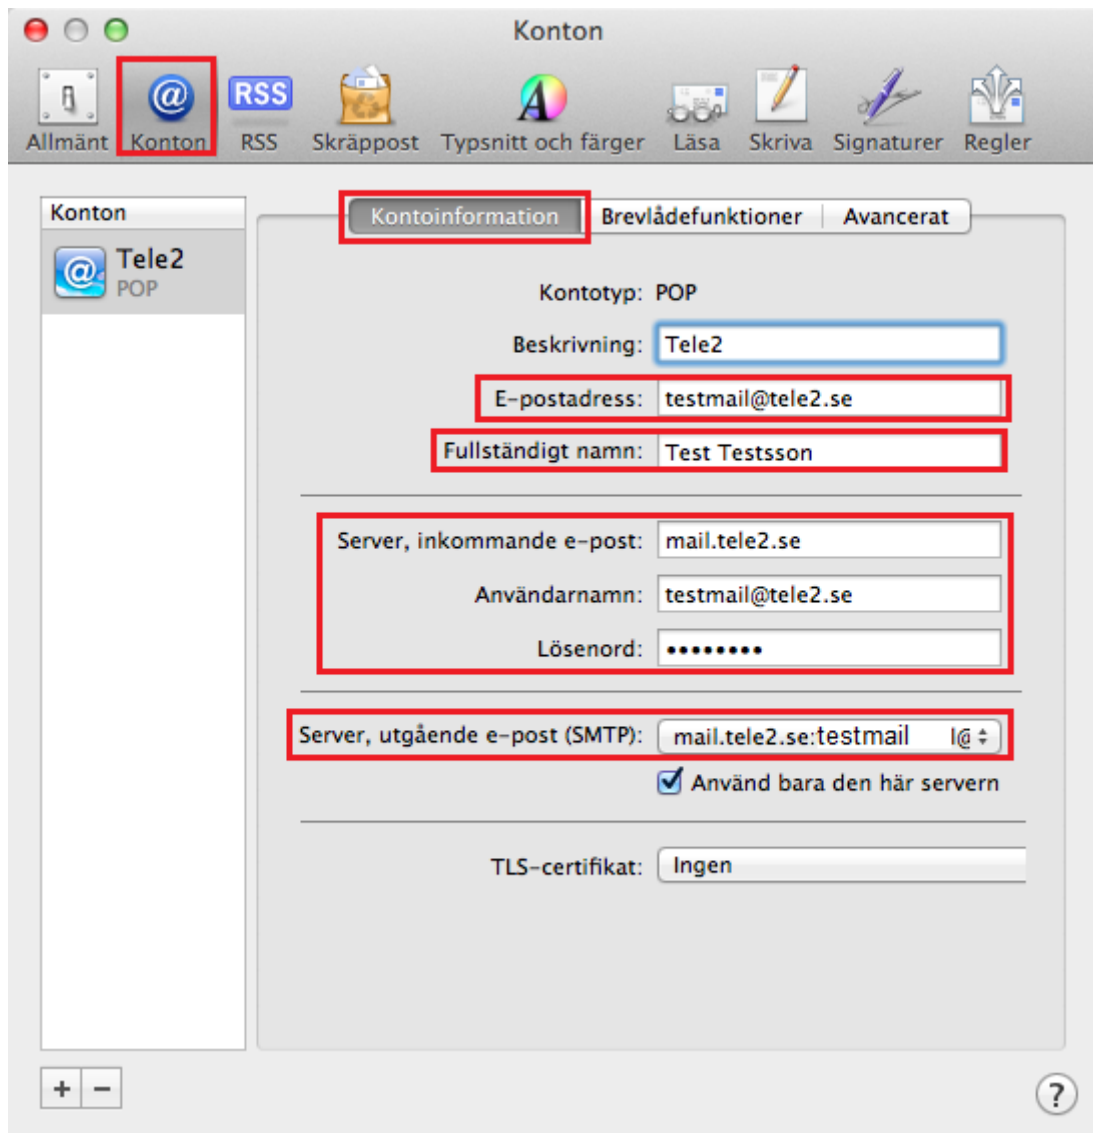 Konton
Allmänt Konton RSS Skräppost Typsnitt och färger Läsa Skriva Signaturer Regler
RSS
Konton
Tele2
POP
Kontoinformation Brevlådefunktioner Avancerat
Kontotyp: POP
Beskrivning: Tele2
E-postadress: testmail@tele2.se
Fullständigt namn: Test Testsson
Server, inkommande e-post: mail.tele2.se
Användarnamn: testmail@tele2.se
Lösenord: ••••••••
Server, utgående e-post (SMTP): mail.tele2.se:testmail l@
Använd bara den här servern
TLS-certifikat: Ingen
+ −
?